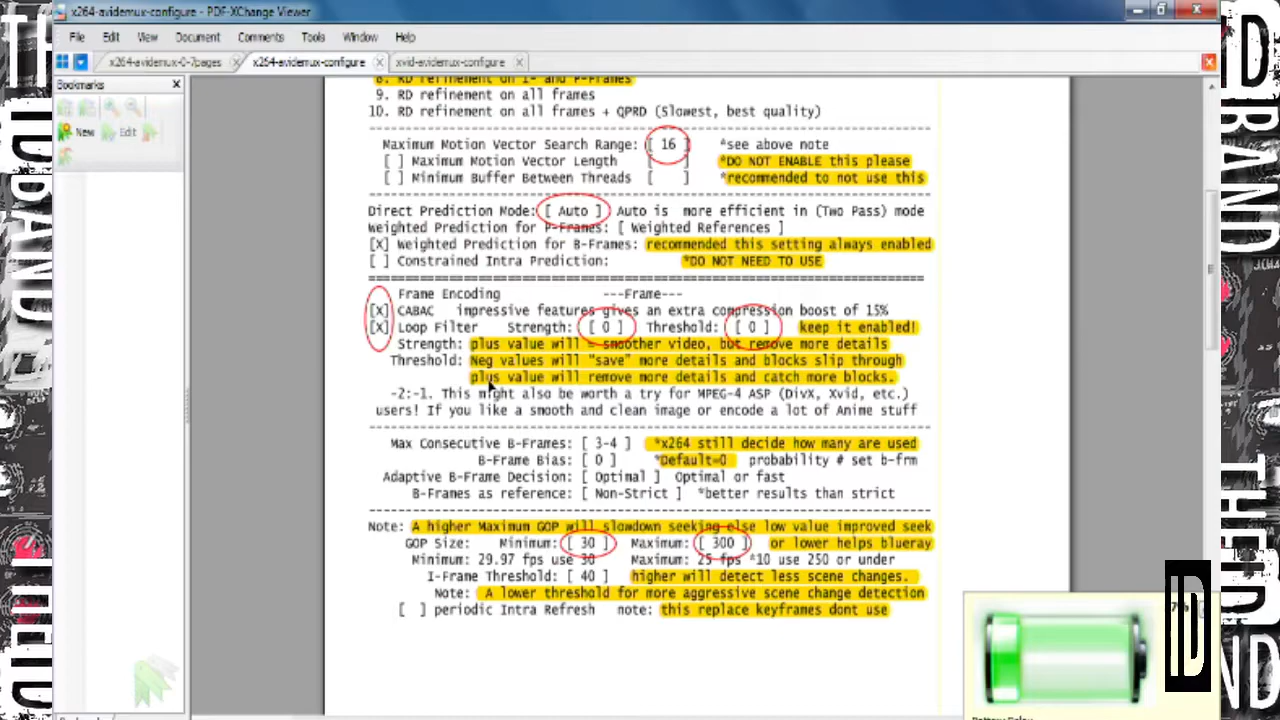 x264-avidemux-configure - PDF-XChange Viewer
File Edit View Document Comments Tools Window Help
x264-avidemux-0-7pages x264-avidemux-configure xvid-avidemux-configure
Bookmarks
New Edit
8. RD refinement on I- and P-Frames
9. RD refinement on all frames
10. RD refinement on all frames + QPRD (Slowest, best quality)
Maximum Motion Vector Search Range: [ 16 ] *see above note
[ ] Maximum Motion Vector Length [ ] *DO NOT ENABLE this please
[ ] Minimum Buffer Between Threads [ ] *recommended to not use this
Direct Prediction Mode: [ Auto ] Auto is more efficient in (Two Pass) mode
Weighted Prediction for P-Frames: [ Weighted References ]
[X] Weighted Prediction for B-Frames: recommended this setting always enabled
[ ] Constrained Intra Prediction: *DO NOT NEED TO USE
Frame Encoding ---Frame---
[X] CABAC impressive features gives an extra compression boost of 15%
[X] Loop Filter Strength: [ 0 ] Threshold: [ 0 ] keep it enabled!
Strength: plus value will = smoother video, but remove more details
Threshold: Neg values will "save" more details and blocks slip through
plus value will remove more details and catch more blocks.
-2:-1. This might also be worth a try for MPEG-4 ASP (DivX, Xvid, etc.)
users! If you like a smooth and clean image or encode a lot of Anime stuff
Max Consecutive B-Frames: [ 3-4 ] *x264 still decide how many are used
B-Frame Bias: [ 0 ] *Default=0 probability # set b-frm
Adaptive B-Frame Decision: [ Optimal ] Optimal or fast
B-Frames as reference: [ Non-Strict ] *better results than strict
Note: A higher Maximum GOP will slowdown seeking else low value improved seek
GOP Size: Minimum: [ 30 ] Maximum: [ 300 ] or lower helps blueray
Minimum: 29.97 fps use 30 Maximum: 25 fps *10 use 250 or under
I-Frame Threshold: [ 40 ] higher will detect less scene changes.
Note: A lower threshold for more aggressive scene change detection
[ ] periodic Intra Refresh note: this replace keyframes dont use
ID